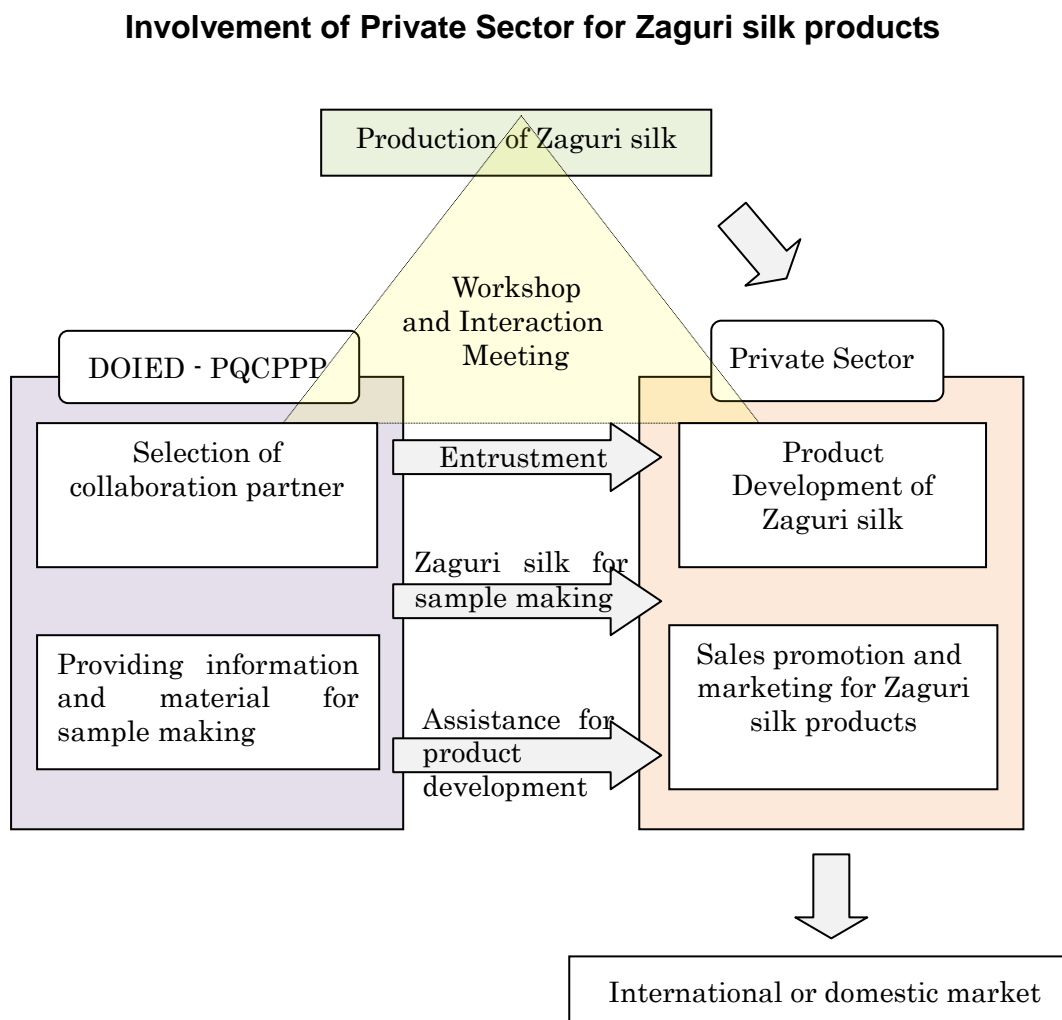 Involvement of Private Sector for Zaguri silk products
Production of Zaguri silk
Workshop
and Interaction
Meeting
DOIED - PQCPPP
Private Sector
Selection of
collaboration partner
Entrustment
Product
Development of
Zaguri silk
Zaguri silk for
sample making
Providing information
and material for
sample making
Assistance for
product
development
Sales promotion and
marketing for Zaguri
silk products
International or domestic market